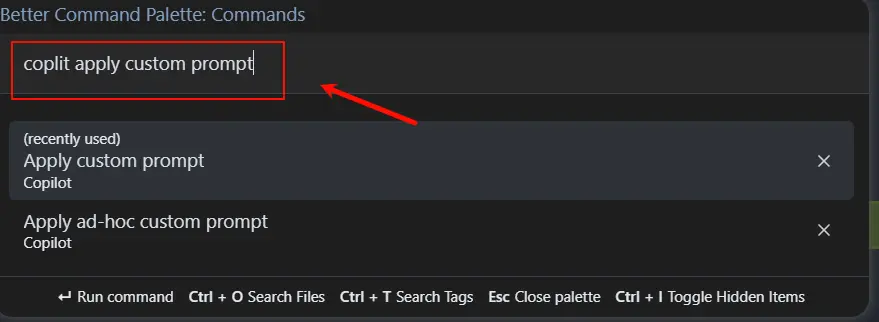 Better Command Palette: Commands
coplit apply custom prompt
(recently used)
Apply custom prompt
Copilot
Apply ad-hoc custom prompt
Copilot
↵ Run command Ctrl + O Search Files Ctrl + T Search Tags Esc Close palette Ctrl + I Toggle Hidden Items